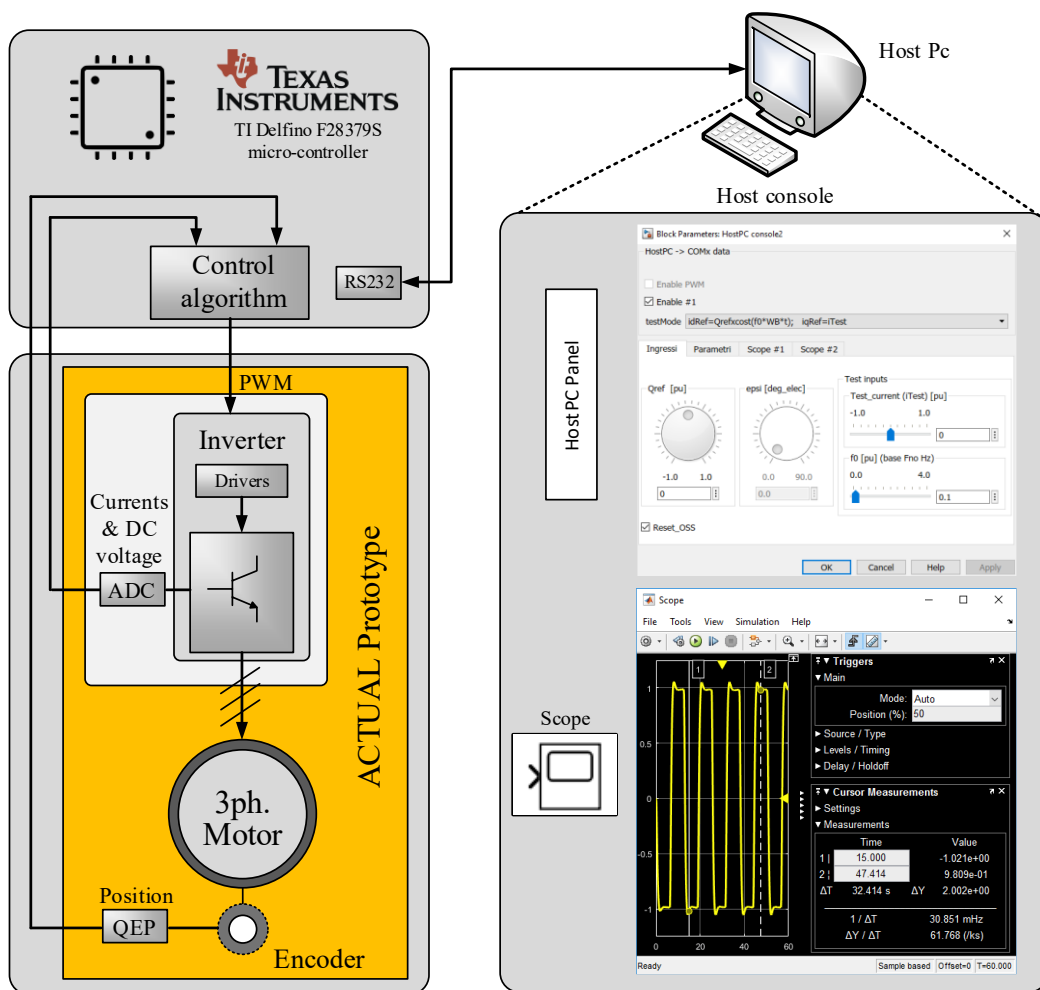 TEXAS
INSTRUMENTS
TI Delfino F28379S
micro-controller
Control
algorithm
RS232
PWM
Inverter
Drivers
Currents
& DC
voltage
ADC
ACTUAL Prototype
3ph.
Motor
Position
QEP
Encoder
Host Pc
Host console
Host PC Panel
Block Parameters: HostPC console2
HostPC -> COMx data
Enable PWM
Enable #1
testMode idRef=Qrefxcost(f0*WB*t); iqRef=iTest
Ingressi Parametri Scope #1 Scope #2
Qref [pu]
-1.0 1.0
0
epsi [deg_elec]
0.0 90.0
0.0
Test inputs
Test_current (iTest) [pu]
-1.0 1.0
0
f0 [pu] (base Fno Hz)
0.0 4.0
0.1
Reset_OSS
OK Cancel Help Apply
Scope
Scope
File Tools View Simulation Help
1 2
1
0.5
0
-0.5
-1
0 20 40 60
Triggers
Main
Mode: Auto
Position (%): 50
Source / Type
Levels / Timing
Delay / Holdoff
Cursor Measurements
Settings
Measurements
Time Value
1 | 15.000 -1.021e+00
2 ¦ 47.414 9.809e-01
ΔT 32.414 s ΔY 2.002e+00
1 / ΔT 30.851 mHz
ΔY / ΔT 61.768 (/ks)
Ready Sample based Offset=0 T=60.000